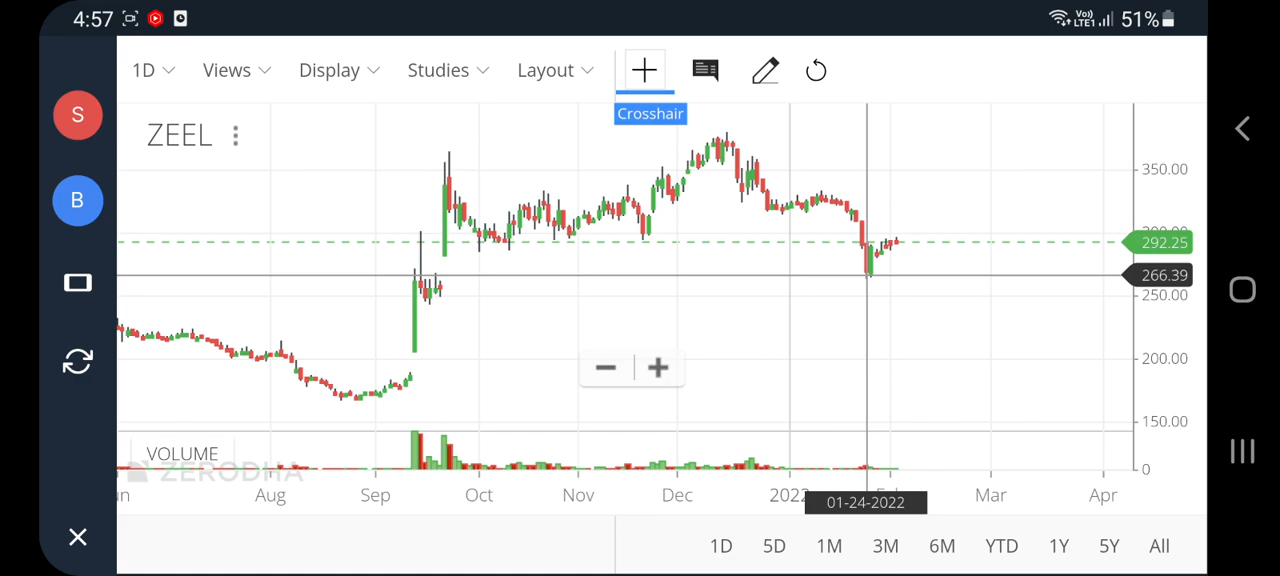 4:57 Vo) LTE1 51%
1D Views Display Studies Layout
S
Crosshair
ZEEL
350.00
B
292.25
266.39
250.00
200.00
150.00
VOLUME
ZERODHA
0
Aug Sep Oct Nov Dec 2022 Mar Apr
01-24-2022
1D 5D 1M 3M 6M YTD 1Y 5Y All